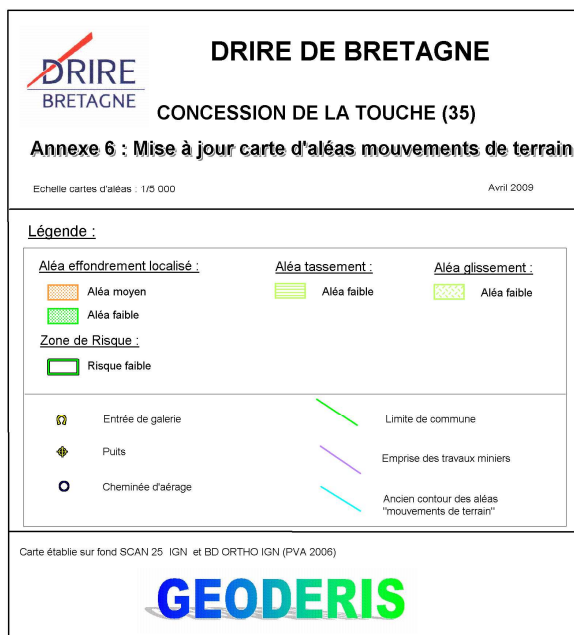 DRIRE
BRETAGNE
DRIRE DE BRETAGNE
CONCESSION DE LA TOUCHE (35)
Annexe 6 : Mise à jour carte d'aléas mouvements de terrain
Echelle cartes d'aléas : 1/5 000
Avril 2009
Légende :
Aléa effondrement localisé :
Aléa moyen
Aléa faible
Zone de Risque :
Risque faible
Aléa tassement :
Aléa faible
Aléa glissement :
Aléa faible
Entrée de galerie
Puits
Cheminée d'aérage
Limite de commune
Emprise des travaux miniers
Ancien contour des aléas
"mouvements de terrain"
Carte établie sur fond SCAN 25 IGN et BD ORTHO IGN (PVA 2006)
GEODERIS